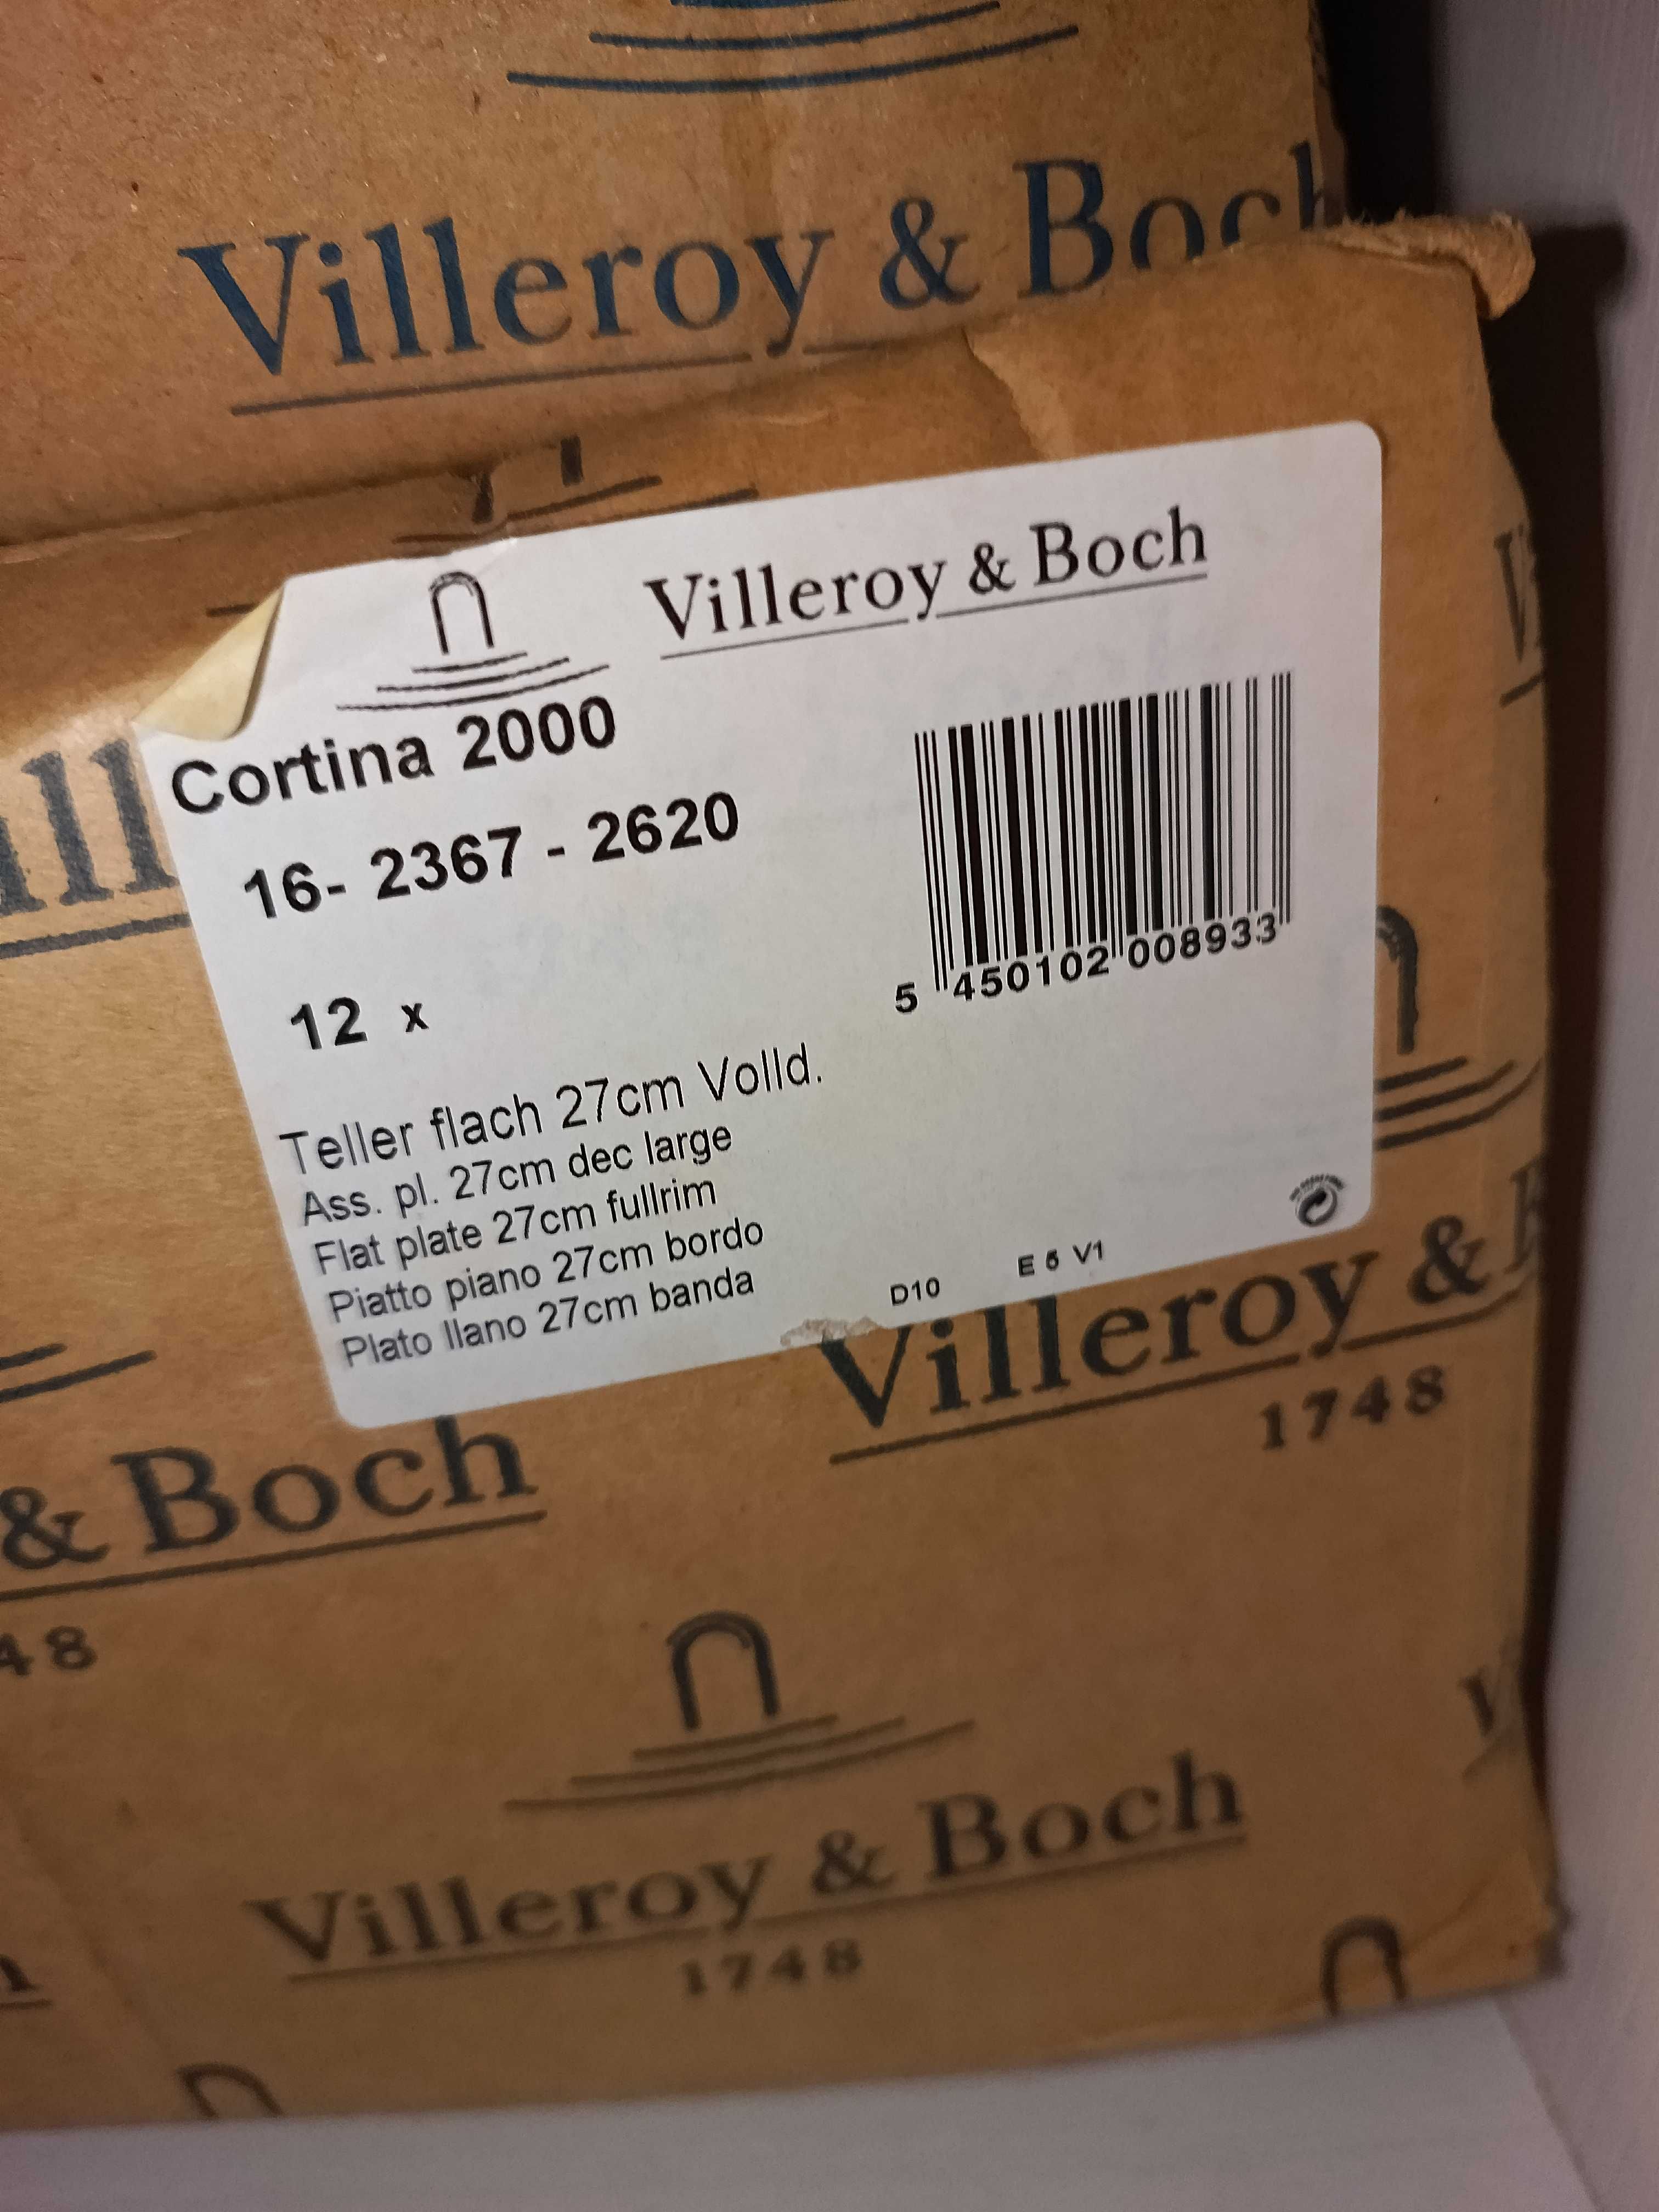 Villeroy & Boch
Villeroy & Boch
Cortina 2000
16- 2367 - 2620
12 x
5 450102 008933
Teller flach 27cm Volld.
Ass. pl. 27cm dec large
Flat plate 27cm fullrim
Piatto piano 27cm bordo
Plato llano 27cm banda
D10
E 6 V1
Villeroy &
1748
& Boch
48
Villeroy & Boch
1748